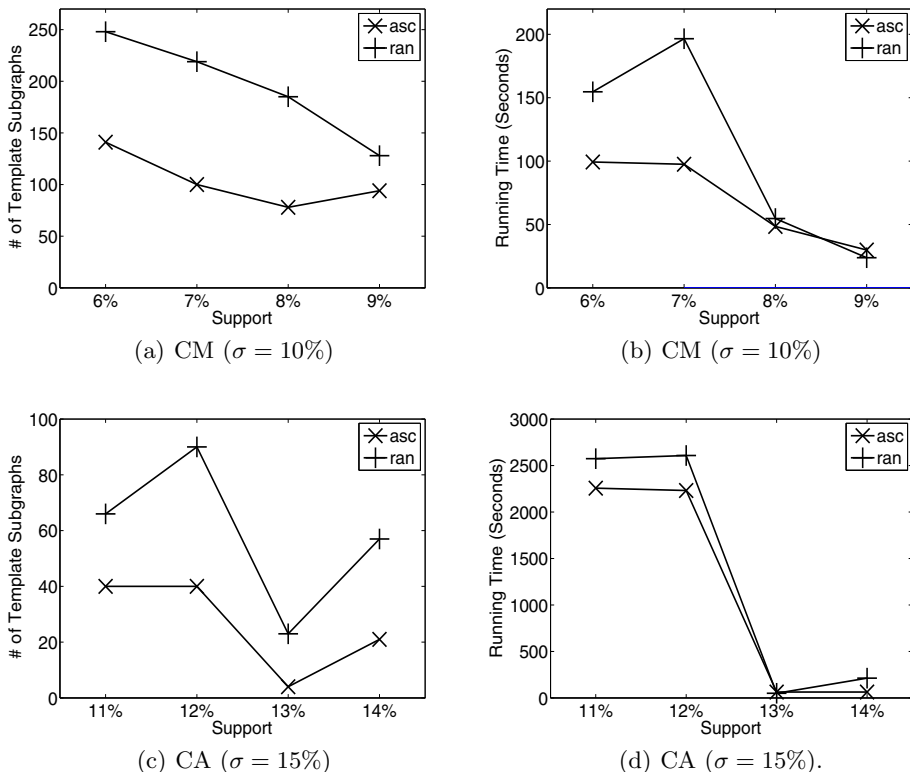 # of Template Subgraphs
250
200
150
100
50
0
6%
7%
8%
9%
Support
asc
ran
(a) CM (σ = 10%)
Running Time (Seconds)
200
150
100
50
0
6%
7%
8%
9%
Support
asc
ran
(b) CM (σ = 10%)
# of Template Subgraphs
100
80
60
40
20
0
11%
12%
13%
14%
Support
asc
ran
(c) CA (σ = 15%)
Running Time (Seconds)
3000
2500
2000
1500
1000
500
0
11%
12%
13%
14%
Support
asc
ran
(d) CA (σ = 15%).